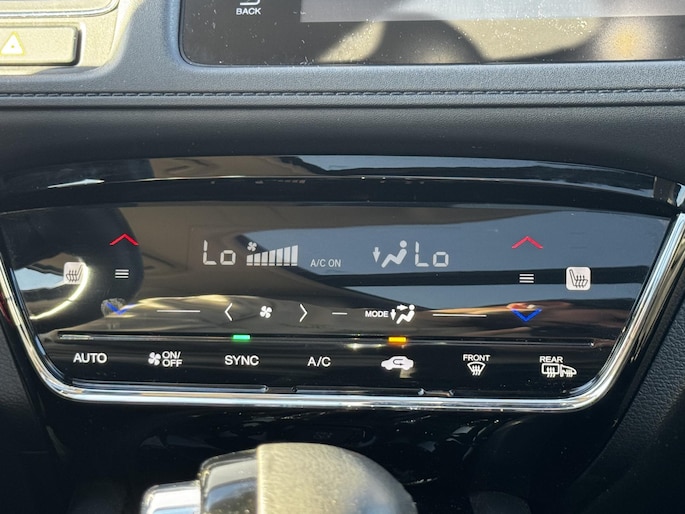 BACK
Lo A/C ON Lo
MODE
AUTO ON/OFF SYNC A/C FRONT REAR